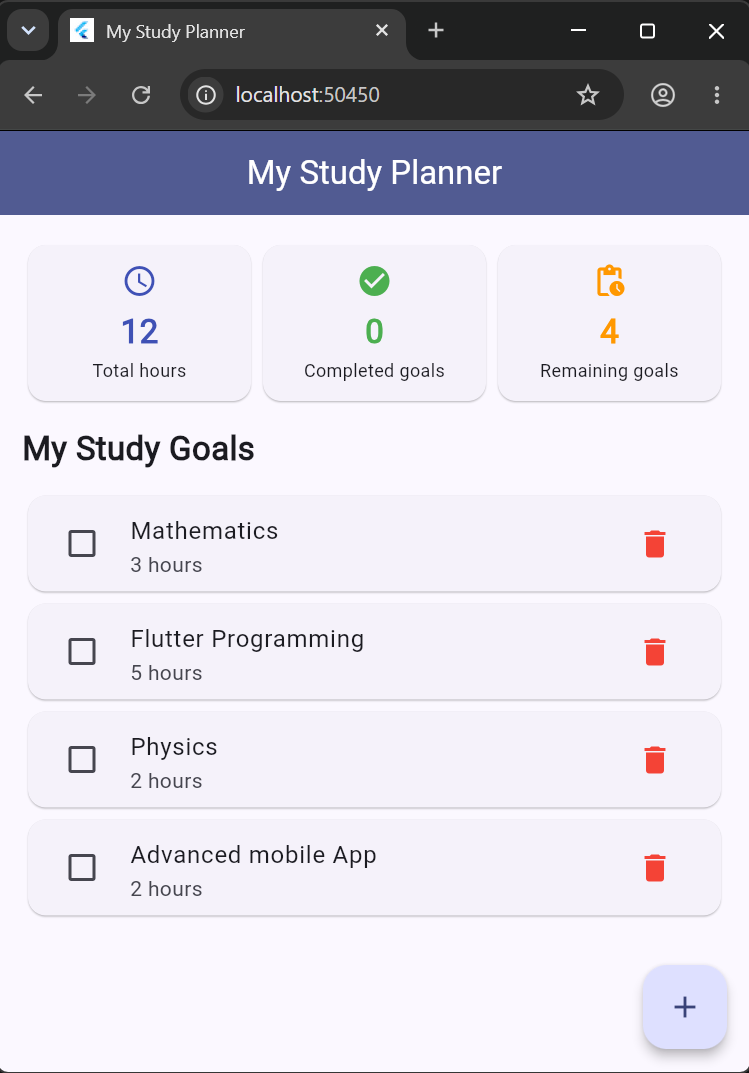 My Study Planner
localhost:50450
My Study Planner
12
Total hours
0
Completed goals
4
Remaining goals
My Study Goals
Mathematics
3 hours
Flutter Programming
5 hours
Physics
2 hours
Advanced mobile App
2 hours